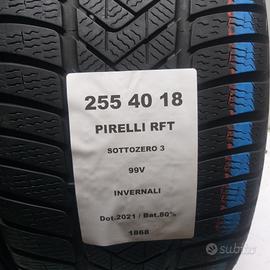 255 40 18
PIRELLI RFT
SOTTOZERO 3
99V
INVERNALI
Dot.2021 / Bat.80%
1868
subito